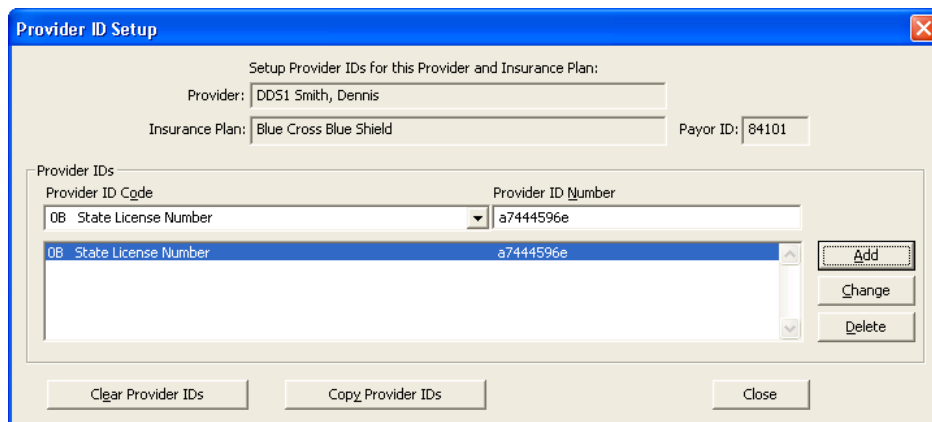 Provider ID Setup
Setup Provider IDs for this Provider and Insurance Plan:
Provider: DDS1 Smith, Dennis
Insurance Plan: Blue Cross Blue Shield Payor ID: 84101
Provider IDs
Provider ID Code Provider ID Number
0B State License Number a7444596e
0B State License Number a7444596e
Add
Change
Delete
Clear Provider IDs Copy Provider IDs Close